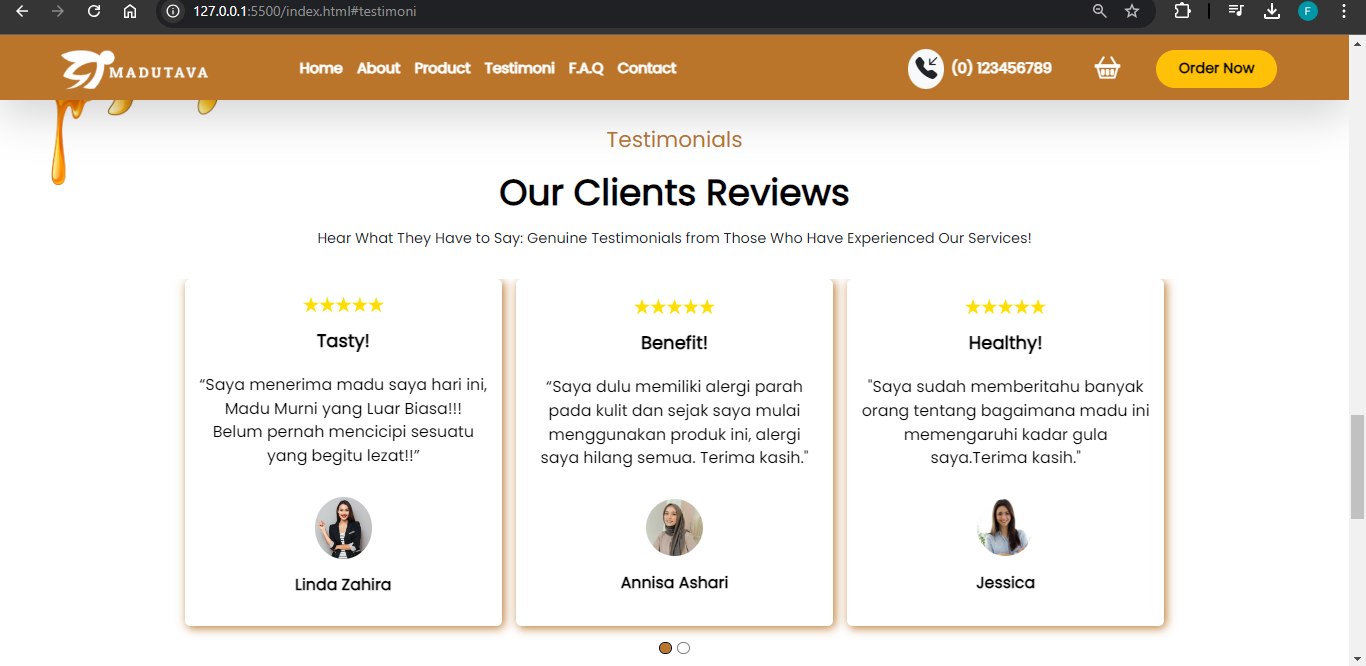 127.0.0.1:5500/index.html#testimoni
F
MADUTAVA
Home About Product Testimoni F.A.Q Contact
(0) 123456789
Order Now
Testimonials
Our Clients Reviews
Hear What They Have to Say: Genuine Testimonials from Those Who Have Experienced Our Services!
★★★★★
Tasty!
“Saya menerima madu saya hari ini,
Madu Murni yang Luar Biasa!!!
Belum pernah mencicipi sesuatu
yang begitu lezat!!”
Linda Zahira
★★★★★
Benefit!
“Saya dulu memiliki alergi parah
pada kulit dan sejak saya mulai
menggunakan produk ini, alergi
saya hilang semua. Terima kasih."
Annisa Ashari
★★★★★
Healthy!
"Saya sudah memberitahu banyak
orang tentang bagaimana madu ini
memengaruhi kadar gula
saya.Terima kasih."
Jessica